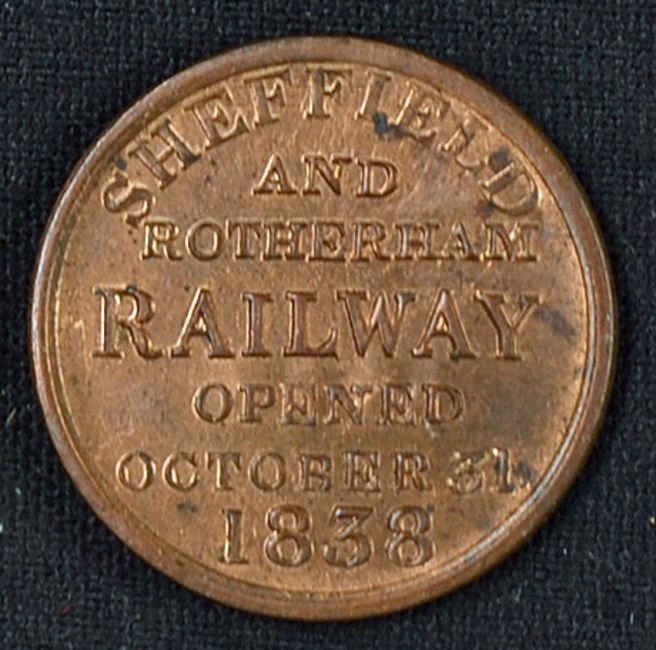 SHEFFIELD
AND
ROTHERHAM
RAILWAY
OPENED
OCTOBER 31.
1838